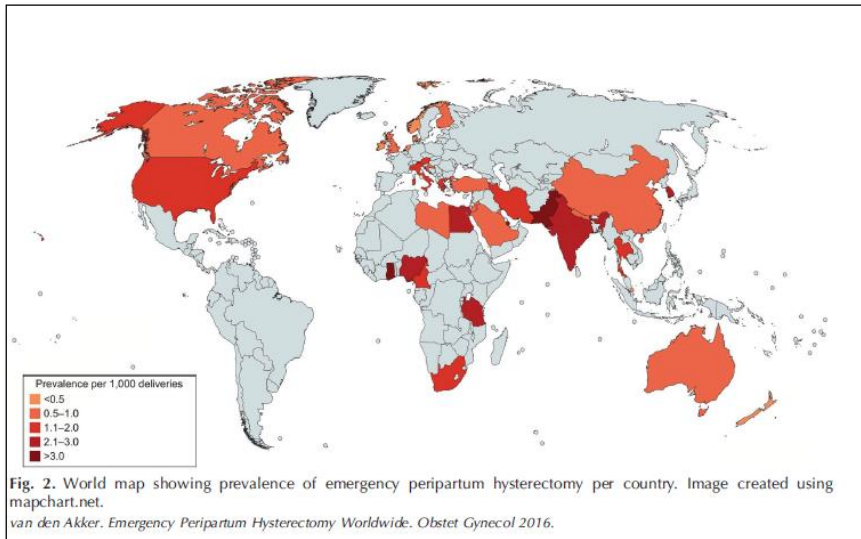 Prevalence per 1,000 deliveries
<0.5
0.5–1.0
1.1–2.0
2.1–3.0
>3.0
Fig. 2. World map showing prevalence of emergency peripartum hysterectomy per country. Image created using
mapchart.net.
van den Akker. Emergency Peripartum Hysterectomy Worldwide. Obstet Gynecol 2016.